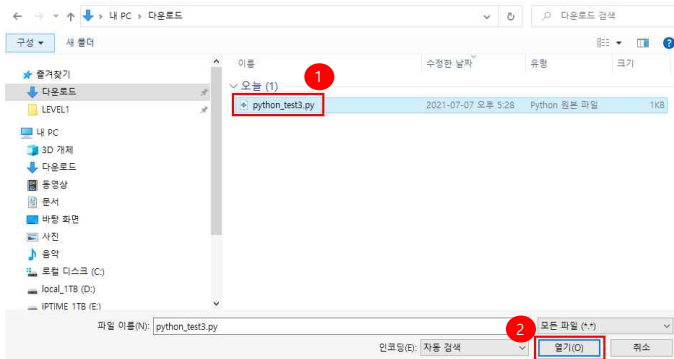 내 PC > 다운로드
다운로드 검색
구성 새 폴더
이름 수정한 날짜 유형 크기
1
오늘 (1)
python_test3.py 2021-07-07 오후 5:28 Python 원본 파일 1KB
즐겨찾기
다운로드
LEVEL1
내 PC
3D 개체
다운로드
동영상
문서
바탕 화면
사진
음악
로컬 디스크 (C:)
local_1TB (D:)
IPTIME 1TB (E:)
파일 이름(N): python_test3.py
2
모든 파일 (*.*)
인코딩(E): 자동 검색
열기(O) 취소